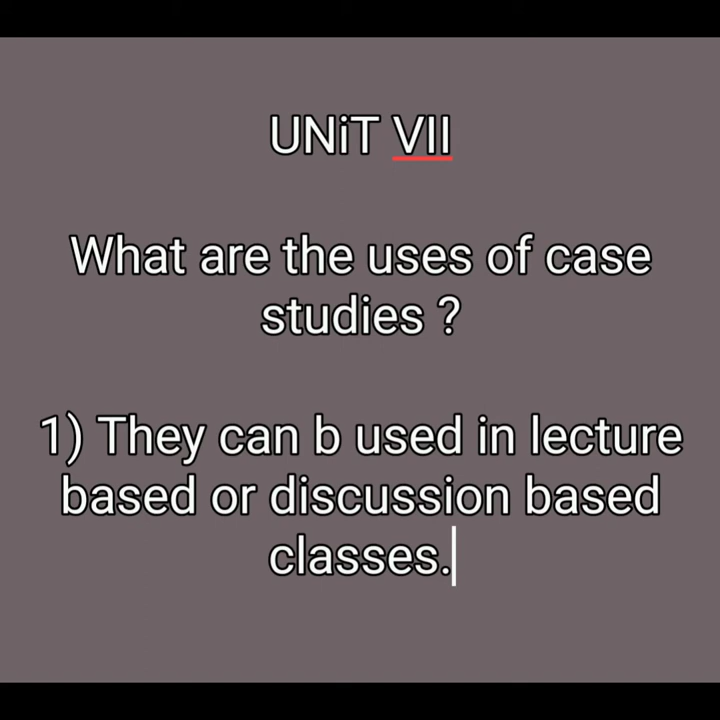 UNiT VII
What are the uses of case
studies ?
1) They can b used in lecture
based or discussion based
classes.